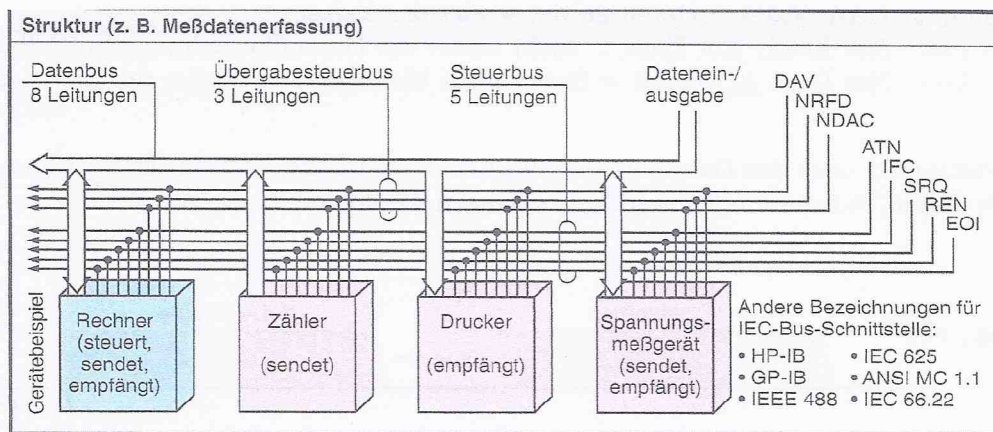 Struktur (z. B. Meßdatenerfassung)
Datenbus
8 Leitungen
Übergabesteuerbus
3 Leitungen
Steuerbus
5 Leitungen
Datenein-/
ausgabe
DAV
NRFD
NDAC
ATN
IFC
SRQ
REN
EOI
Gerätebeispiel
Rechner
(steuert,
sendet,
empfängt)
Zähler
(sendet)
Drucker
(empfängt)
Spannungs-
meßgerät
(sendet,
empfängt)
Andere Bezeichnungen für
IEC-Bus-Schnittstelle:
• HP-IB
• GP-IB
• IEEE 488
• IEC 625
• ANSI MC 1.1
• IEC 66.22